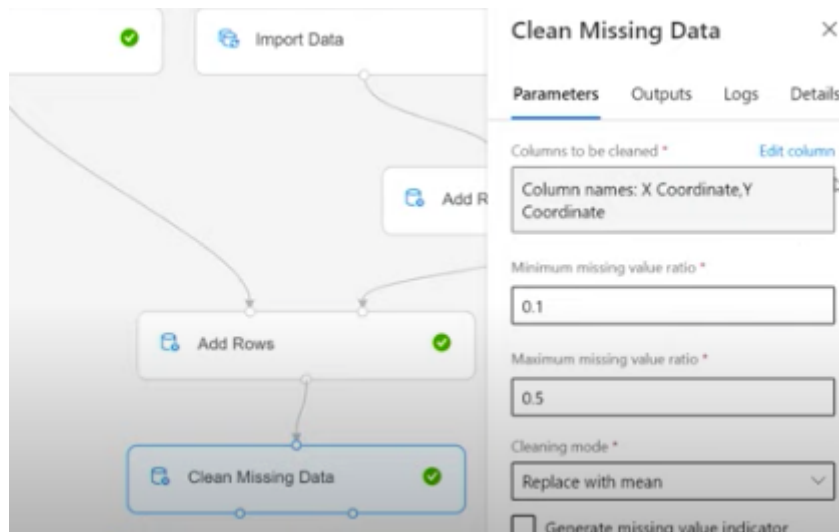 Import Data
Add R
Add Rows
Clean Missing Data
Clean Missing Data
Parameters Outputs Logs Details
Columns to be cleaned * Edit column
Column names: X Coordinate,Y
Coordinate
Minimum missing value ratio *
0.1
Maximum missing value ratio *
0.5
Cleaning mode *
Replace with mean
Generate missing value indicator